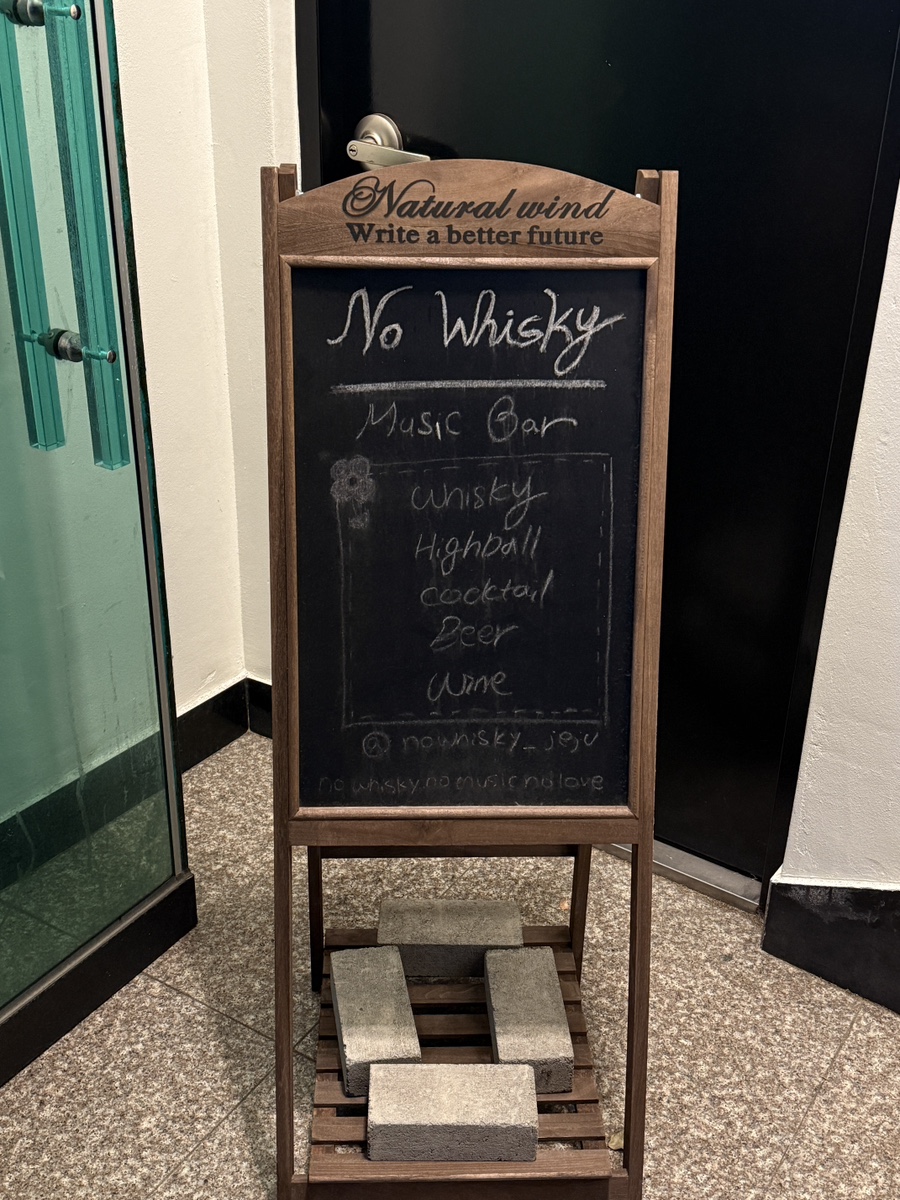 Natural wind
Write a better future
No Whisky
Music Bar
whisky
Highball
cocktail
Beer
wine
@ nowhisky_jeju
no whisky no music no love